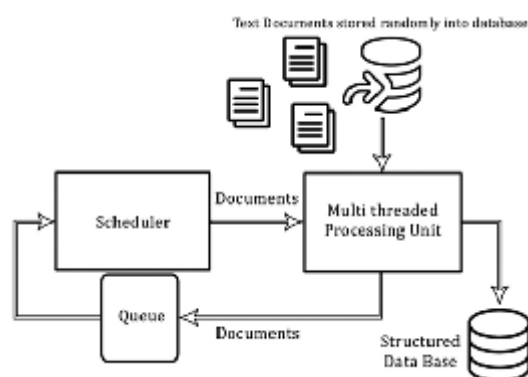 Text Documents stored randomly into database
Documents
Scheduler
Multi threaded
Processing Unit
Queue
Documents
Structured
Data Base